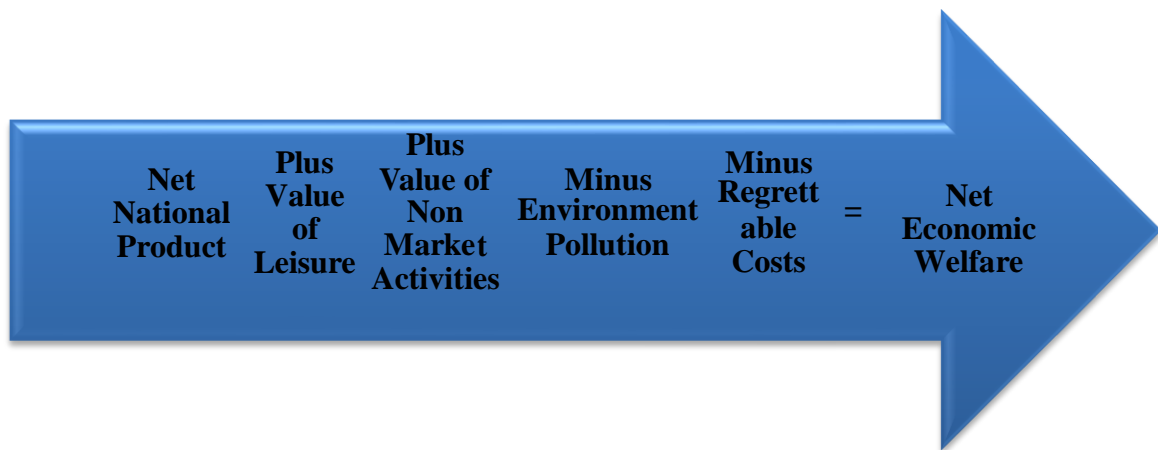 Net
National
Product
Plus
Value
of
Leisure
Plus
Value of
Non
Market
Activities
Minus
Environment
Pollution
Minus
Regrett
able
Costs
=
Net
Economic
Welfare